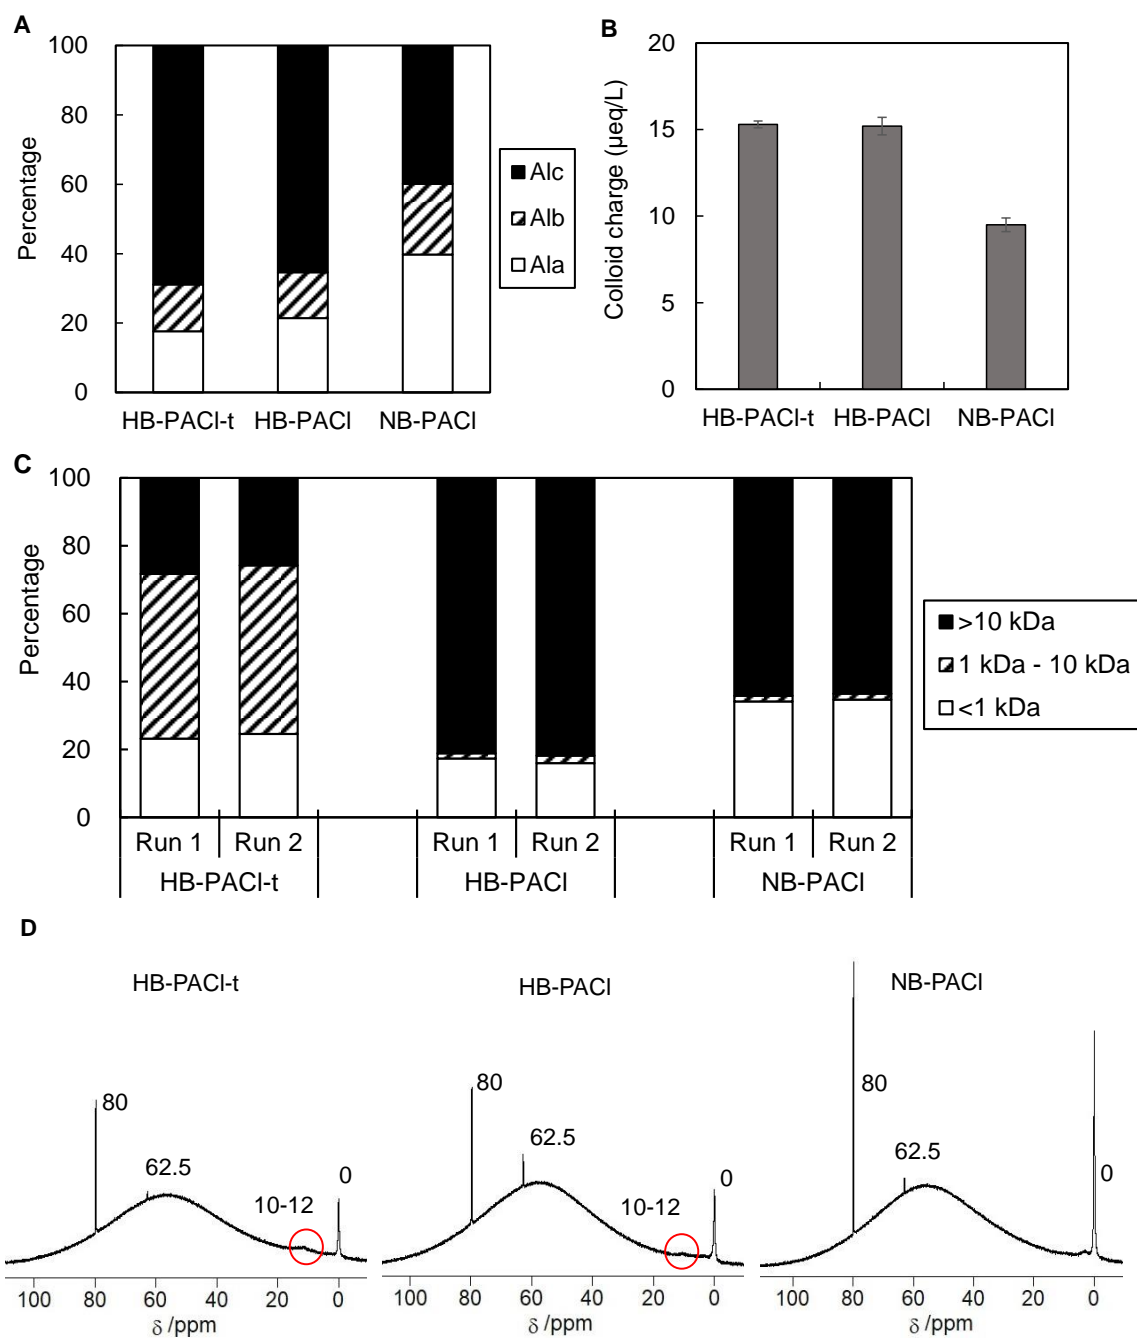 A
100
80
60
40
20
0
Percentage
HB-PACl-t HB-PACl NB-PACl
Alc
Alb
Ala
B
20
15
10
5
0
Colloid charge (µeq/L)
HB-PACl-t HB-PACl NB-PACl
C
100
80
60
40
20
0
Percentage
Run 1 Run 2 Run 1 Run 2 Run 1 Run 2
HB-PACl-t HB-PACl NB-PACl
>10 kDa
1 kDa - 10 kDa
<1 kDa
D
HB-PACl-t
80
62.5
10-12
0
100 80 60 40 20 0
δ /ppm
HB-PACl
80
62.5
10-12
0
100 80 60 40 20 0
δ /ppm
NB-PACl
80
62.5
0
100 80 60 40 20 0
δ /ppm